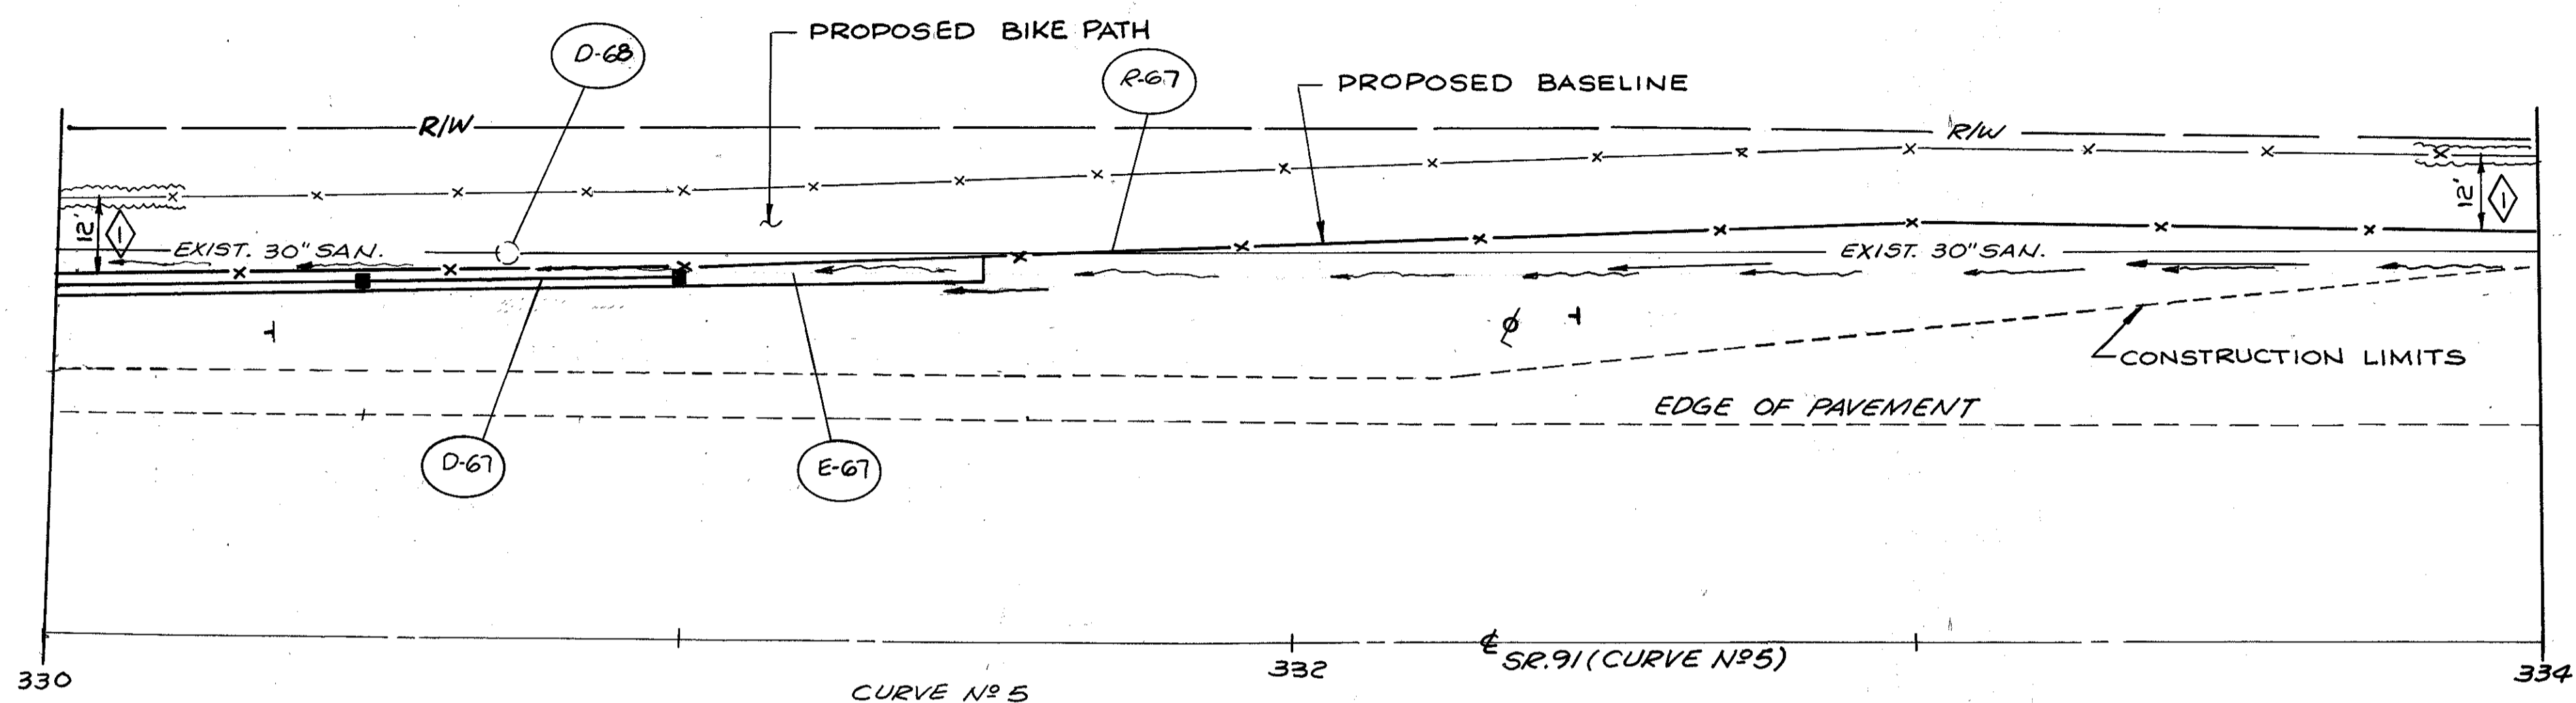 PROPOSED BIKE PATH
D-68
R-67
PROPOSED BASELINE
R/W
R/W
12'
1
EXIST. 30" SAN.
12'
1
EXIST. 30" SAN.
CONSTRUCTION LIMITS
EDGE OF PAVEMENT
D-67
E-67
330
332
℄ SR.91 (CURVE Nº5)
334
CURVE Nº 5